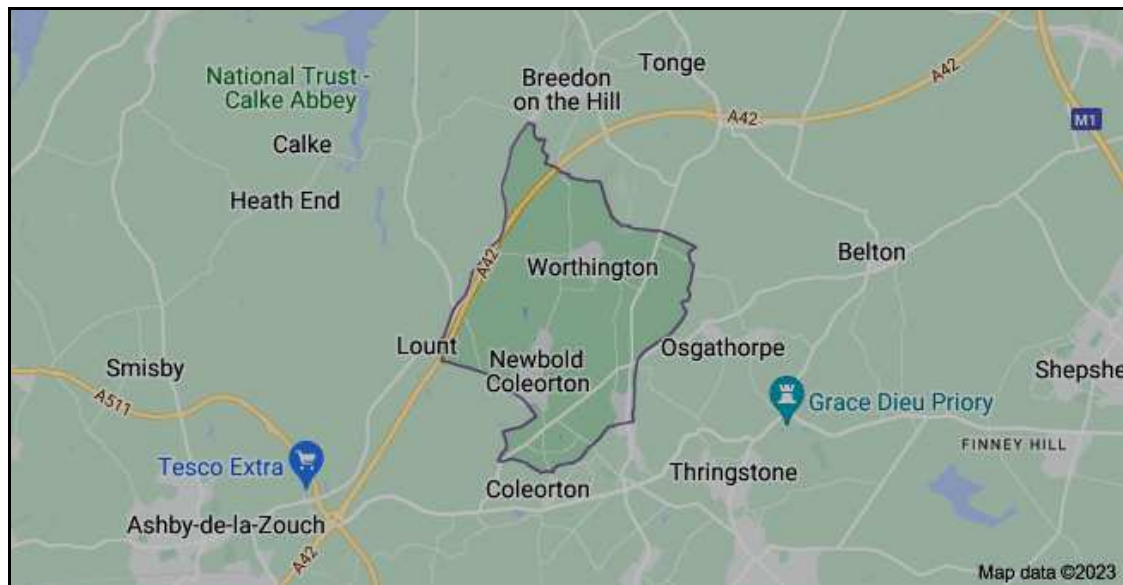 Tonge
A42
National Trust -
Calke Abbey
Breedon
on the Hill
A42
M1
Calke
Heath End
Belton
A42
Worthington
Lount
Osgathorpe
Smisby
Newbold
Coleorton
Shepshe
A511
Grace Dieu Priory
FINNEY HILL
Tesco Extra
Thringstone
Coleorton
Ashby-de-la-Zouch
A42
Map data ©2023